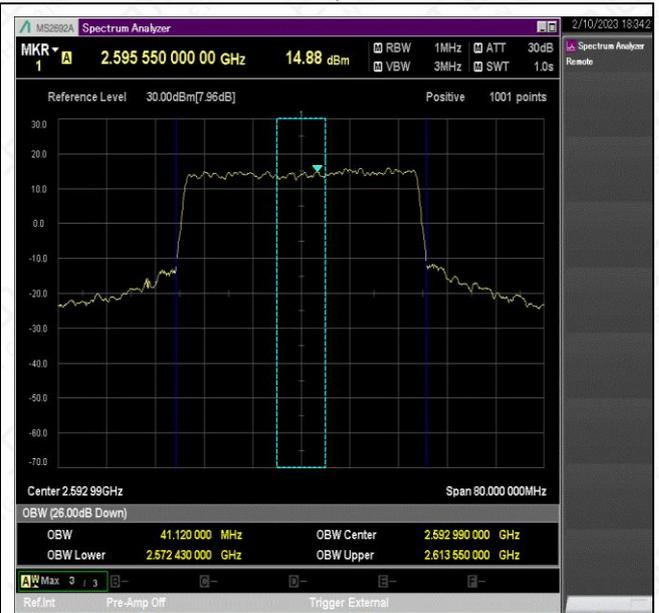 MS2692A Spectrum Analyzer 2/10/2023 18:34:2
MKR 1 A 2.595 550 000 00 GHz 14.88 dBm M RBW 1MHz M ATT 30dB
M VBW 3MHz M SWT 1.0s
Spectrum Analyzer
Remote
Reference Level 30.00dBm[7.96dB] Positive 1001 points
30.0
20.0
10.0
0.0
-10.0
-20.0
-30.0
-40.0
-50.0
-60.0
-70.0
Center 2.592 99GHz Span 80.000 000MHz
OBW (26.00dB Down)
OBW 41.120 000 MHz OBW Center 2.592 990 000 GHz
OBW Lower 2.572 430 000 GHz OBW Upper 2.613 550 000 GHz
A W Max 3 / 3 B- C- D- E- F-
Ref.Int Pre-Amp Off Trigger External